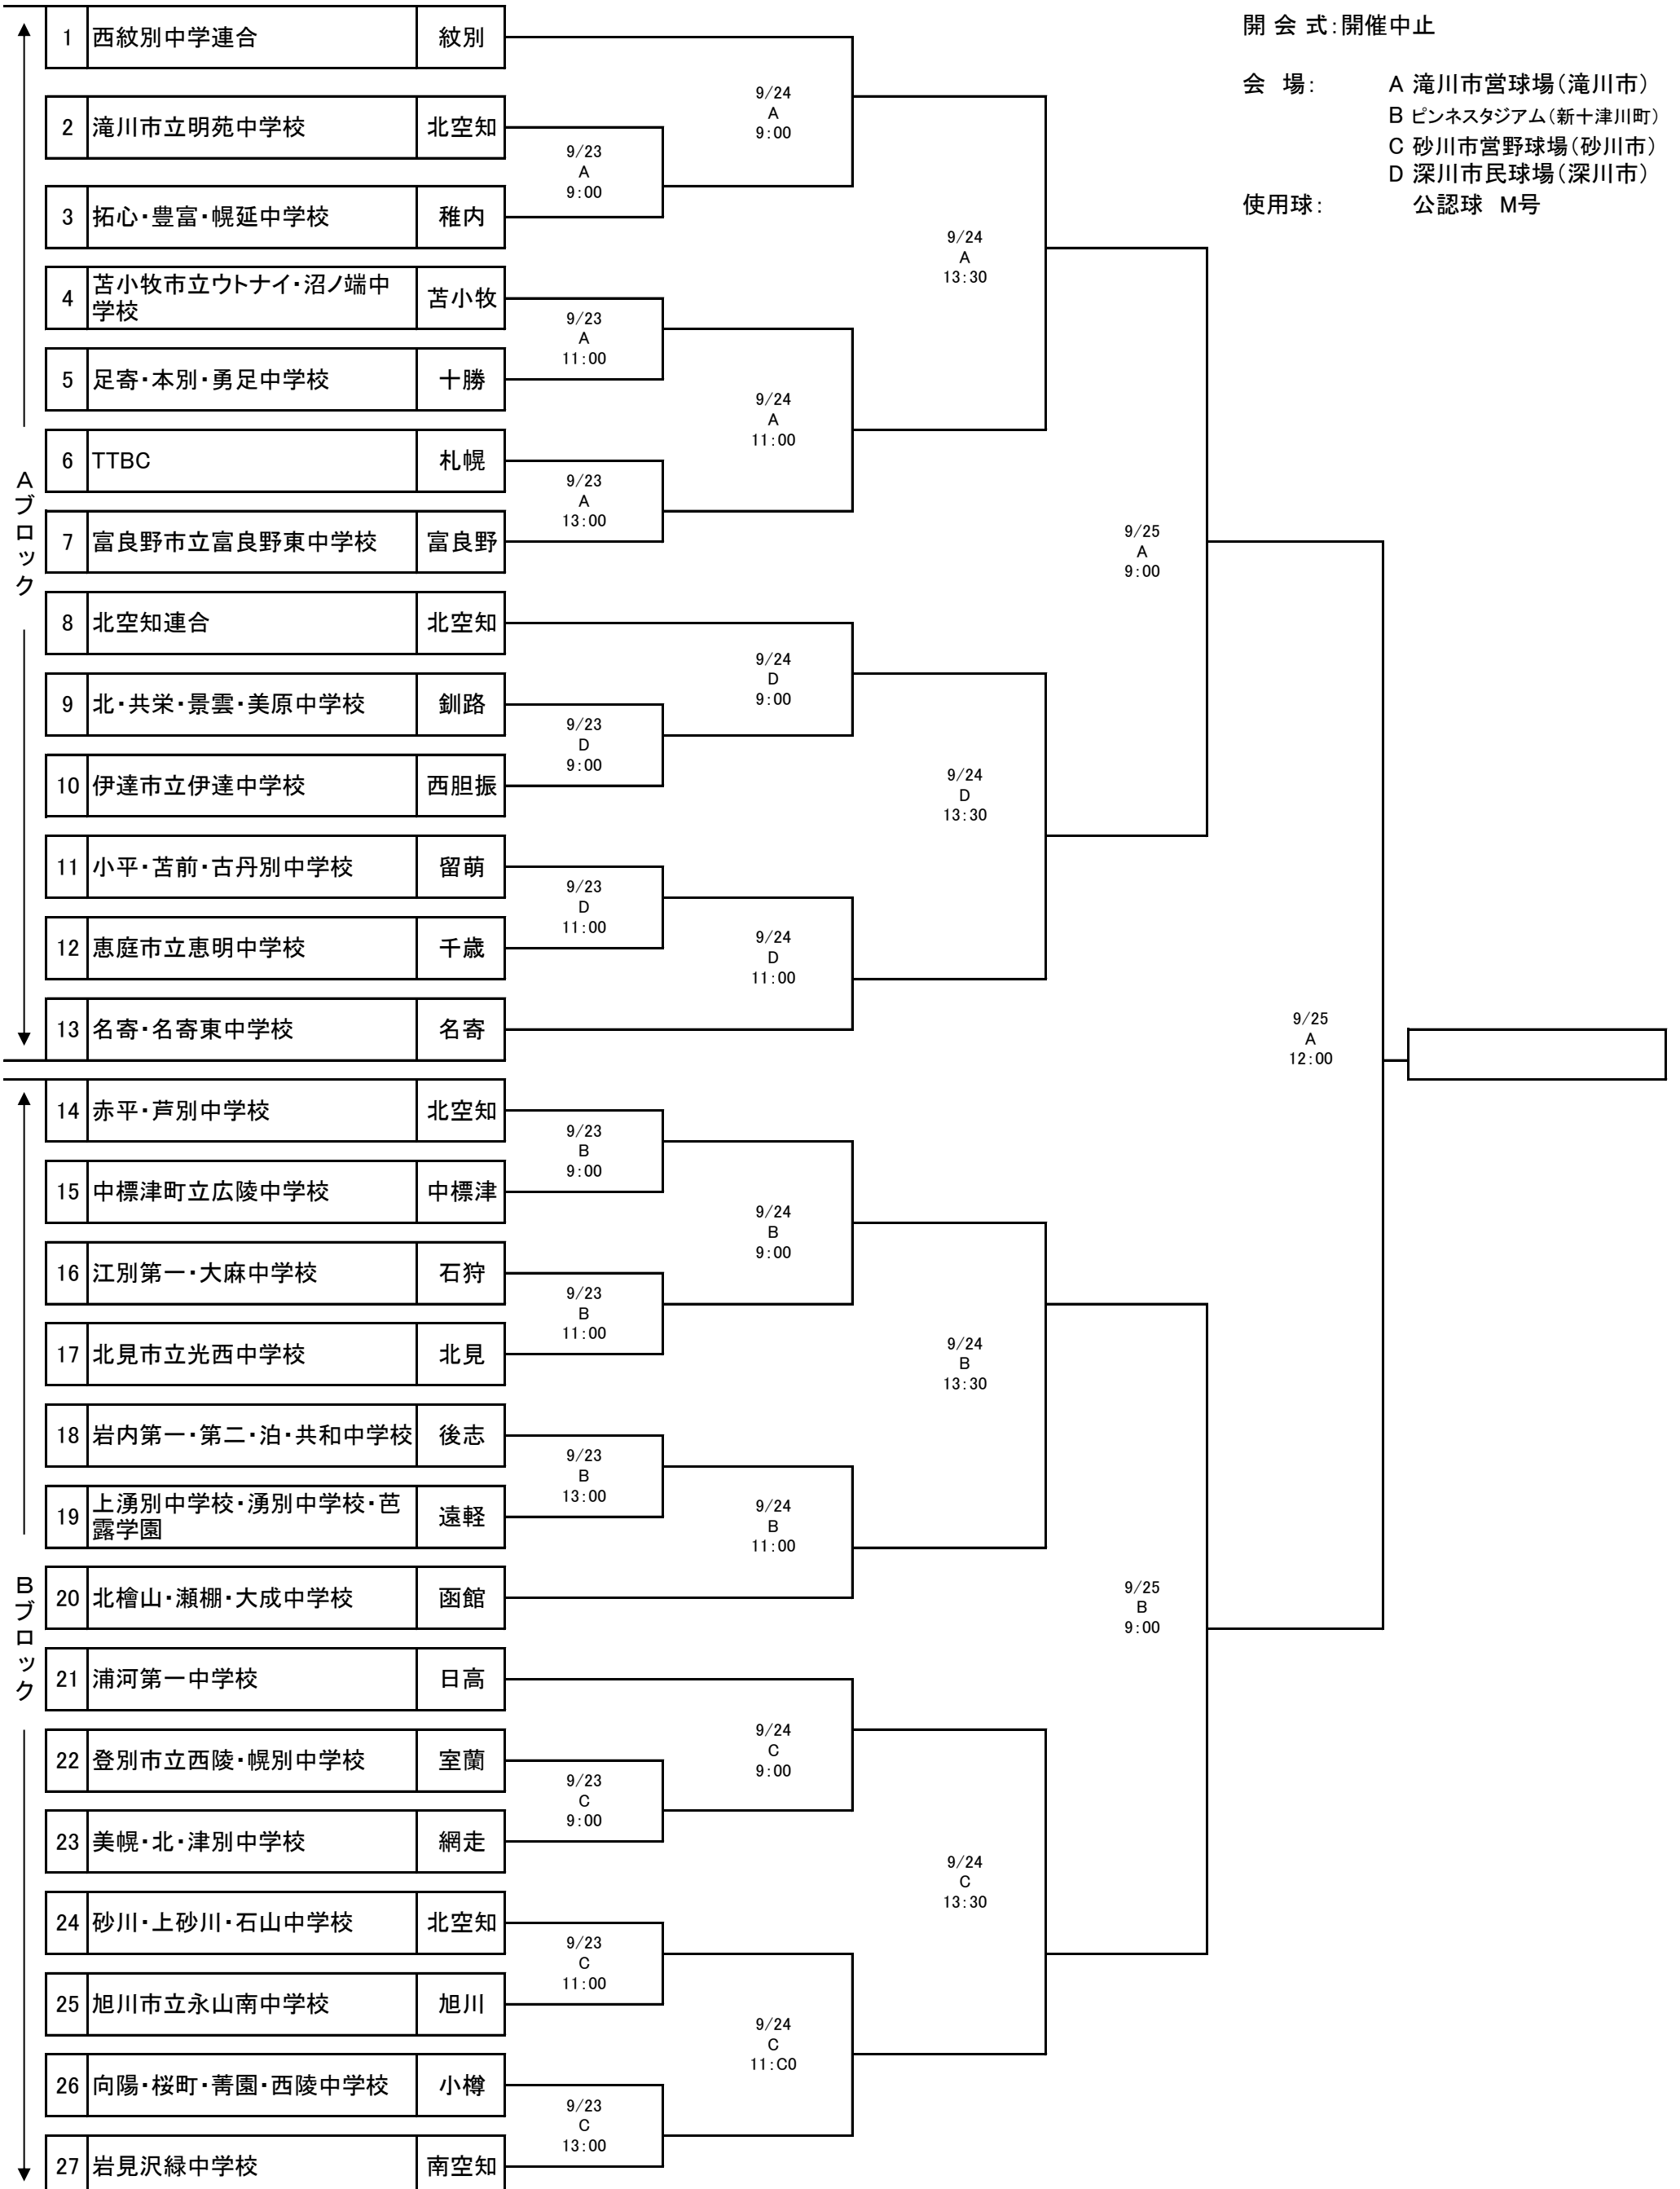 開 会 式：開催中止
会　場：　A 滝川市営球場（滝川市）
B ピンネスタジアム（新十津川町）
C 砂川市営野球場（砂川市）
D 深川市民球場（深川市）
使用球：　公認球　M号
Aブロック
1 西紋別中学連合 紋別
2 滝川市立明苑中学校 北空知
3 拓心・豊富・幌延中学校 稚内
4 苫小牧市立ウトナイ・沼ノ端中
学校 苫小牧
5 足寄・本別・勇足中学校 十勝
6 TTBC 札幌
7 富良野市立富良野東中学校 富良野
8 北空知連合 北空知
9 北・共栄・景雲・美原中学校 釧路
10 伊達市立伊達中学校 西胆振
11 小平・苫前・古丹別中学校 留萌
12 恵庭市立恵明中学校 千歳
13 名寄・名寄東中学校 名寄
Bブロック
14 赤平・芦別中学校 北空知
15 中標津町立広陵中学校 中標津
16 江別第一・大麻中学校 石狩
17 北見市立光西中学校 北見
18 岩内第一・第二・泊・共和中学校 後志
19 上湧別中学校・湧別中学校・芭
露学園 遠軽
20 北檜山・瀬棚・大成中学校 函館
21 浦河第一中学校 日高
22 登別市立西陵・幌別中学校 室蘭
23 美幌・北・津別中学校 網走
24 砂川・上砂川・石山中学校 北空知
25 旭川市立永山南中学校 旭川
26 向陽・桜町・菁園・西陵中学校 小樽
27 岩見沢緑中学校 南空知
9/23
A
9:00
9/23
A
11:00
9/23
A
13:00
9/23
D
9:00
9/23
D
11:00
9/23
B
9:00
9/23
B
11:00
9/23
B
13:00
9/23
C
9:00
9/23
C
11:00
9/23
C
13:00
9/24
A
9:00
9/24
A
11:00
9/24
D
9:00
9/24
D
11:00
9/24
B
9:00
9/24
B
11:00
9/24
C
9:00
9/24
C
11:C0
9/24
A
13:30
9/24
D
13:30
9/24
B
13:30
9/24
C
13:30
9/25
A
9:00
9/25
B
9:00
9/25
A
12:00